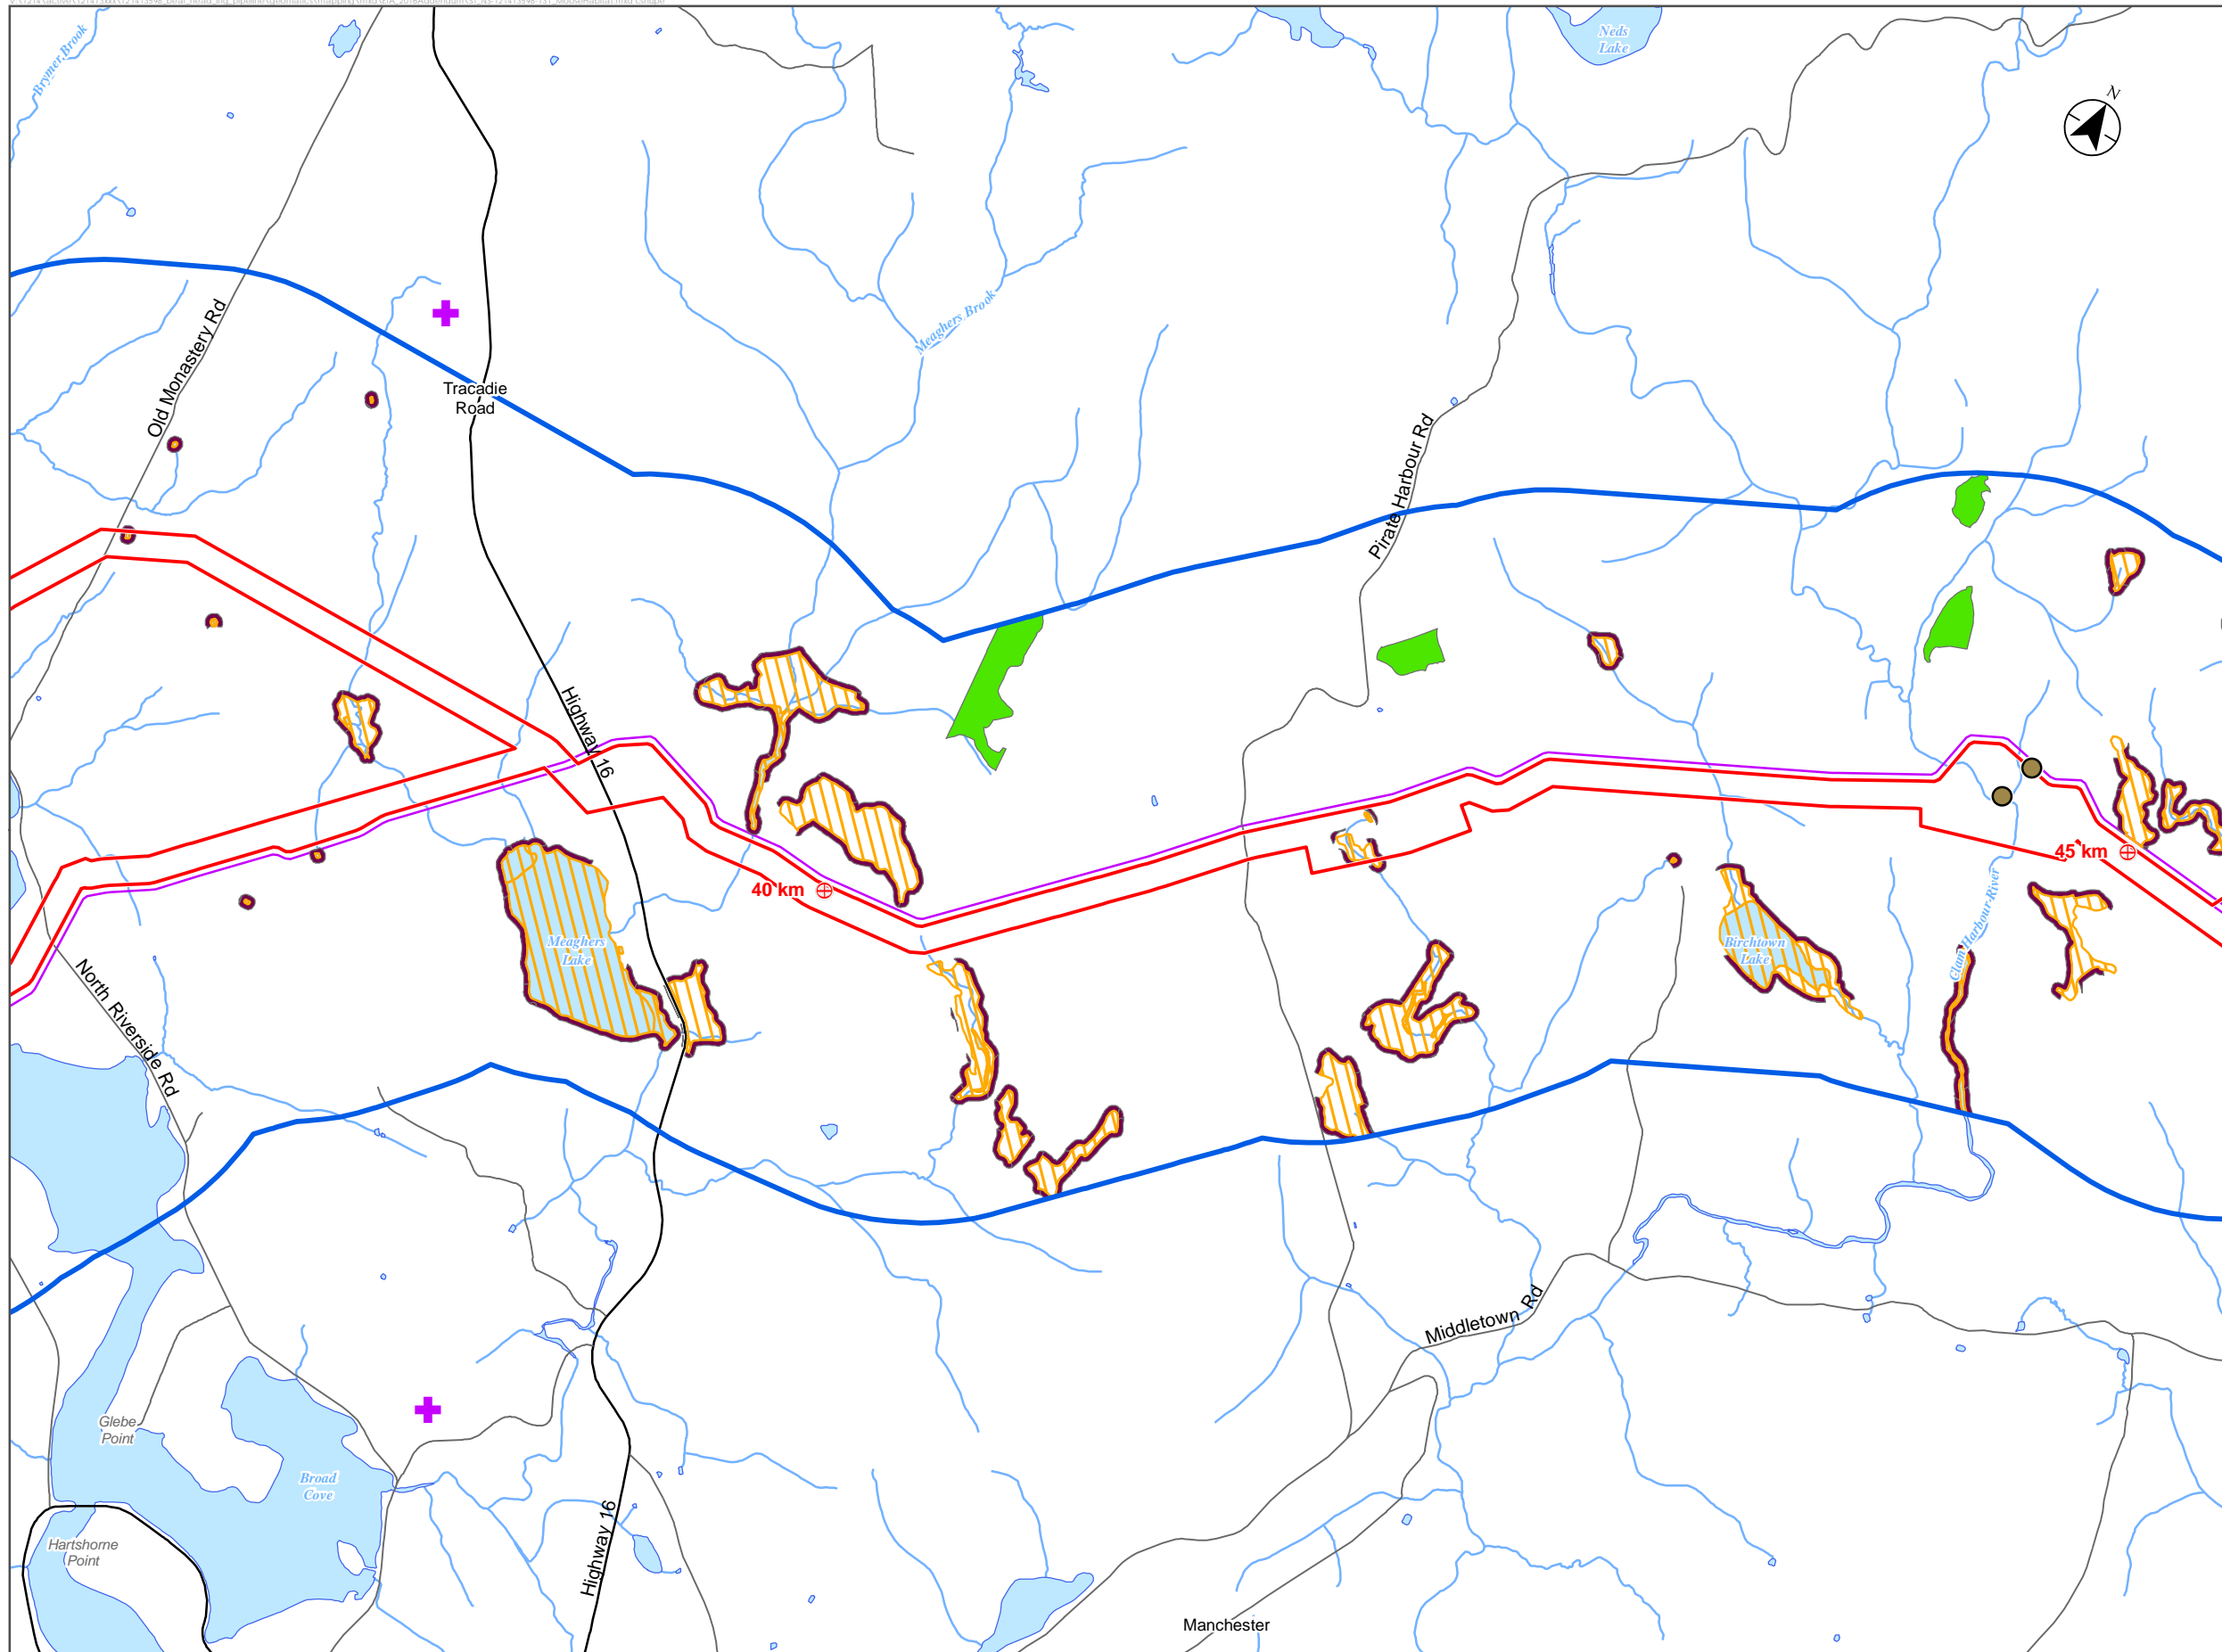 Brymer Brook
Neds
Lake
N
Old Monastery Rd
Meaghers Brook
Tracadie
Road
Pirate Harbour Rd
Highway 16
40 km
45 km
Meaghers
Lake
Birchtown
Lake
Clam Harbour River
North Riverside Rd
Middletown Rd
Glebe
Point
Broad
Cove
Highway 16
Hartshorne
Point
Manchester